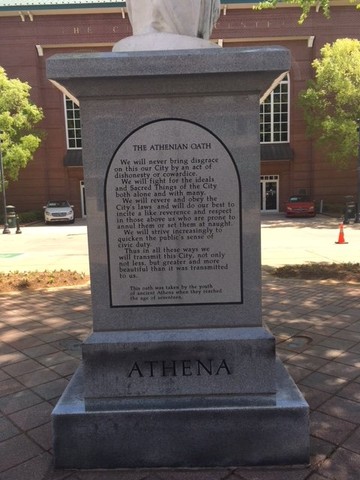 THE C
CENTER
THE ATHENIAN OATH
We will never bring disgrace
on this our City by an act of
dishonesty or cowardice.
We will fight for the ideals
and Sacred Things of the City
both alone and with many.
We will revere and obey the
City's laws and will do our best to
incite a like reverence and respect
in those above us who are prone to
annul them or set them at naught.
We will strive increasingly to
quicken the public's sense of
civic duty.
Thus in all these ways we
will transmit this City, not only
not less, but greater and more
beautiful than it was transmitted
to us.
This oath was taken by the youth
of ancient Athens when they reached
the age of seventeen.
ATHENA